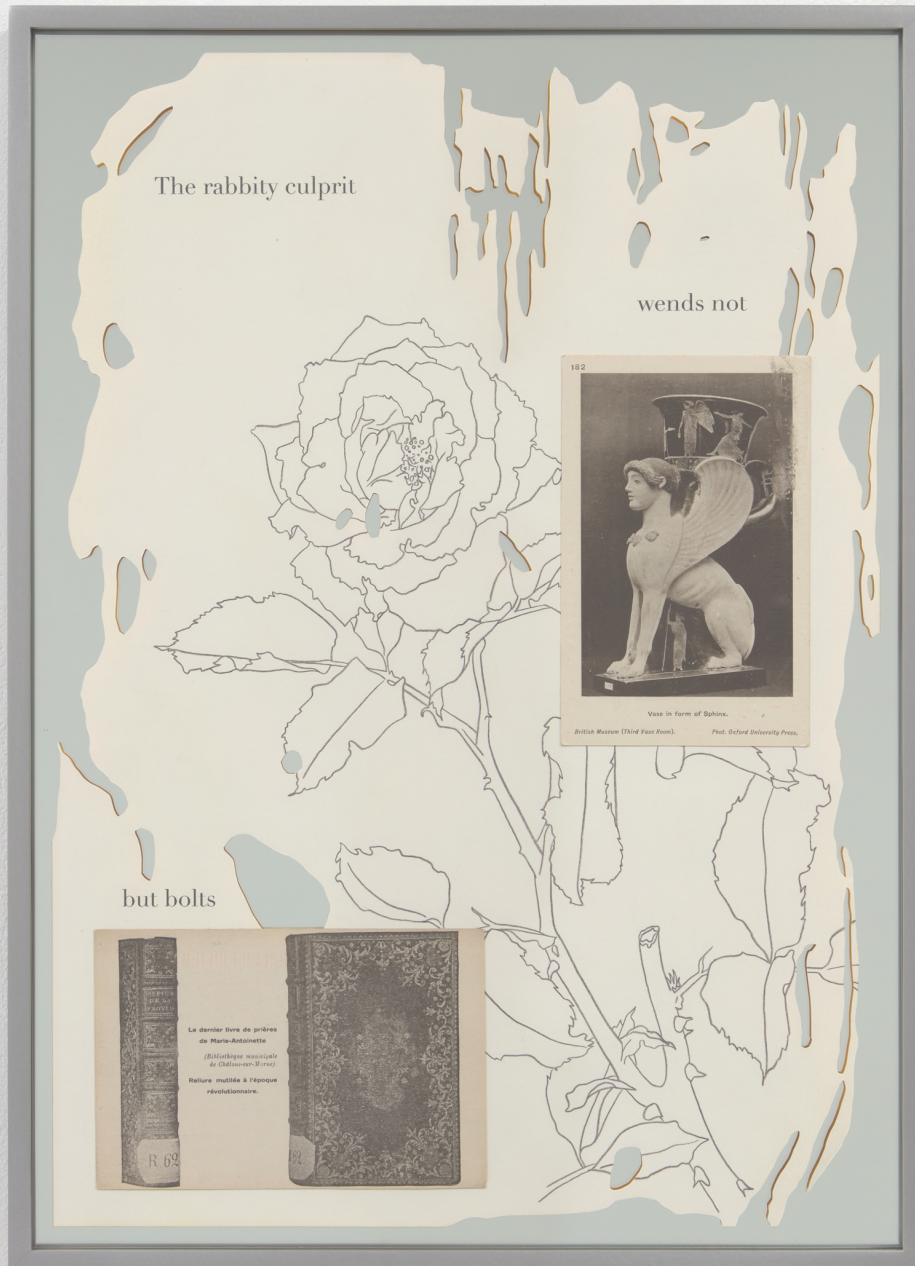 The rabbity culprit
wends not
182
Vase in form of Sphinx.
British Museum (Third Vase Room). Phot. Oxford University Press.
but bolts
Le dernier livre de prières
de Marie-Antoinette
(Bibliothèque municipale
de Châlons-sur-Marne)
Reliure mutilée à l'époque
révolutionnaire.
R 62
62